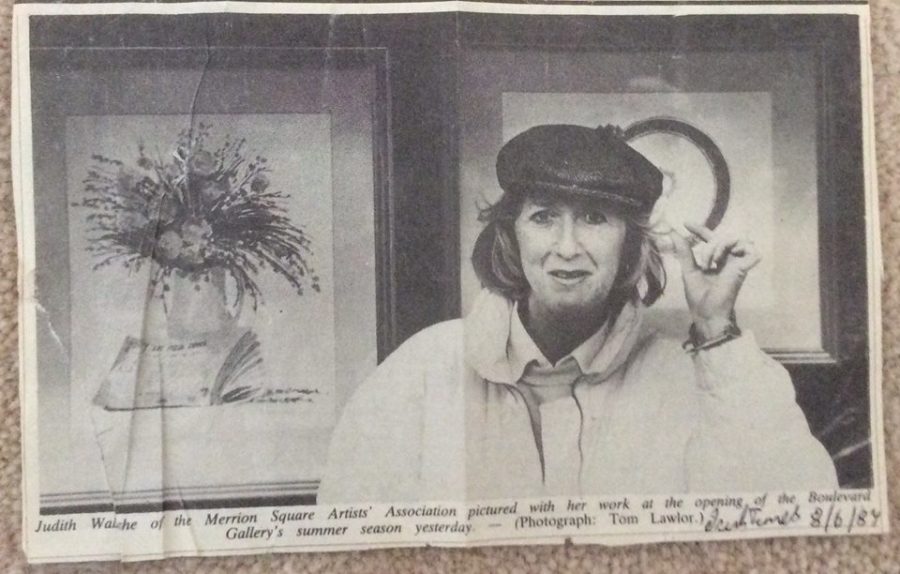 Judith Walshe of the Merrion Square Artists' Association pictured with her work at the opening of the Boulevard
Gallery's summer season yesterday. — (Photograph: Tom Lawlor.) Irish Times 8/6/84